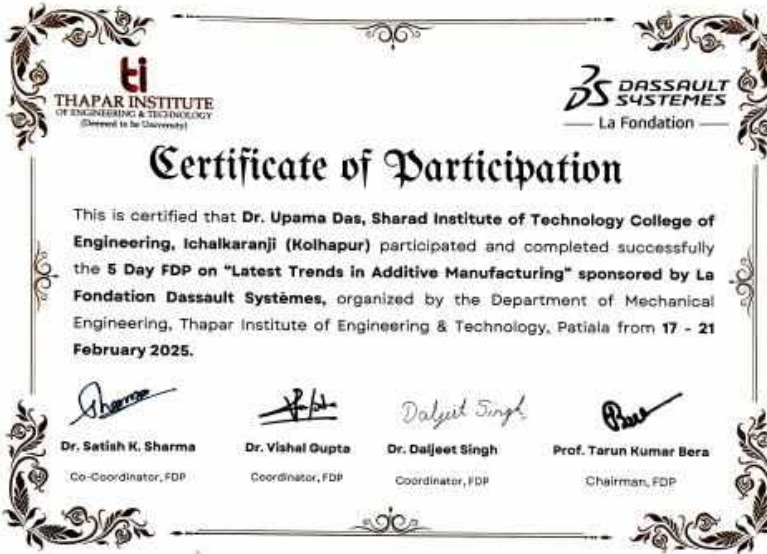 ti
THAPAR INSTITUTE
OF ENGINEERING & TECHNOLOGY
(Deemed to be University)
DS DASSAULT
SYSTEMES
La Fondation
Certificate of Participation
This is certified that Dr. Upama Das, Sharad Institute of Technology College of
Engineering, Ichalkaranji (Kolhapur) participated and completed successfully
the 5 Day FDP on "Latest Trends in Additive Manufacturing" sponsored by La
Fondation Dassault Systèmes, organized by the Department of Mechanical
Engineering, Thapar Institute of Engineering & Technology, Patiala from 17 - 21
February 2025.
Sharma
Daljeet Singh
Bera
Dr. Satish K. Sharma
Dr. Vishal Gupta
Dr. Daljeet Singh
Prof. Tarun Kumar Bera
Co-Coordinator, FDP
Coordinator, FDP
Coordinator, FDP
Chairman, FDP